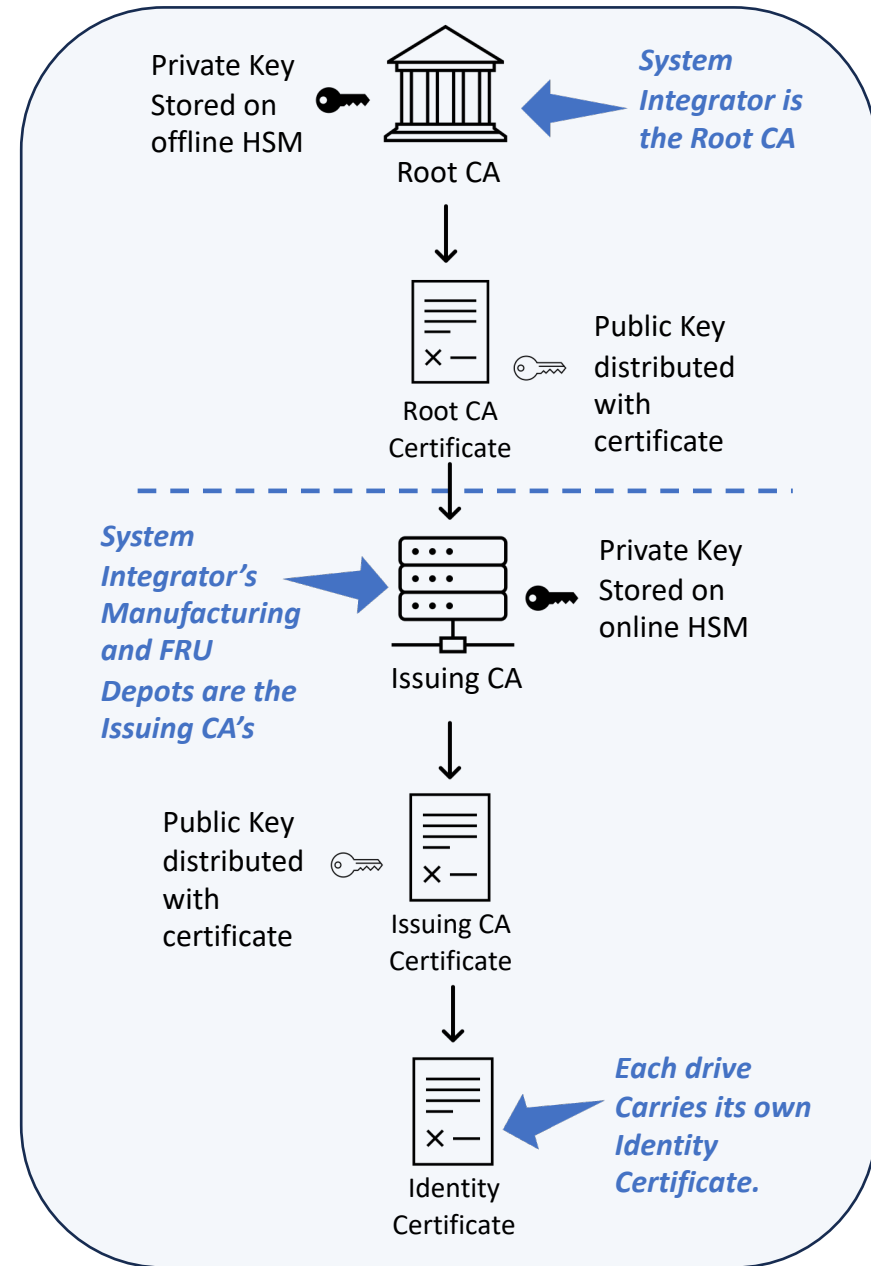 Private Key
Stored on
offline HSM
System
Integrator is
the Root CA
Root CA
Public Key
distributed
with
certificate
Root CA
Certificate
System
Integrator’s
Manufacturing
and FRU
Depots are the
Issuing CA’s
Private Key
Stored on
online HSM
Issuing CA
Public Key
distributed
with
certificate
Issuing CA
Certificate
Each drive
Carries its own
Identity
Certificate.
Identity
Certificate